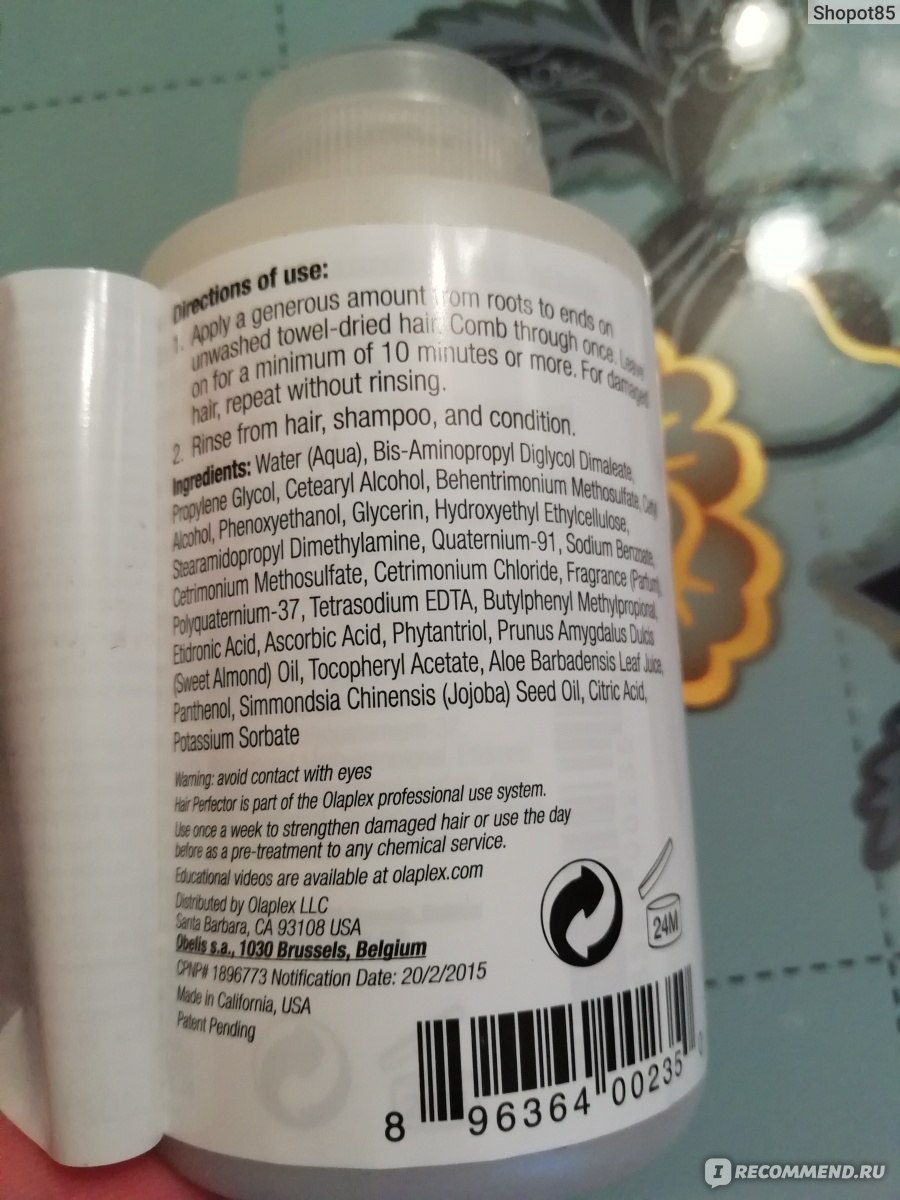 Shopot85
Directions of use:
1. Apply a generous amount from roots to ends on
unwashed towel-dried hair. Comb through once. Leave
on for a minimum of 10 minutes or more. For damaged
hair, repeat without rinsing.
2. Rinse from hair, shampoo, and condition.
Ingredients: Water (Aqua), Bis-Aminopropyl Diglycol Dimaleate,
Propylene Glycol, Cetearyl Alcohol, Behentrimonium Methosulfate, Cetyl
Alcohol, Phenoxyethanol, Glycerin, Hydroxyethyl Ethylcellulose,
Stearamidopropyl Dimethylamine, Quaternium-91, Sodium Benzoate,
Cetrimonium Methosulfate, Cetrimonium Chloride, Fragrance (Parfum),
Polyquaternium-37, Tetrasodium EDTA, Butylphenyl Methylpropional,
Etidronic Acid, Ascorbic Acid, Phytantriol, Prunus Amygdalus Dulcis
(Sweet Almond) Oil, Tocopheryl Acetate, Aloe Barbadensis Leaf Juice,
Panthenol, Simmondsia Chinensis (Jojoba) Seed Oil, Citric Acid,
Potassium Sorbate
Warning: avoid contact with eyes
Hair Perfector is part of the Olaplex professional use system.
Use once a week to strengthen damaged hair or use the day
before as a pre-treatment to any chemical service.
Educational videos are available at olaplex.com
Distributed by Olaplex LLC
Santa Barbara, CA 93108 USA
Obelis s.a., 1030 Brussels, Belgium
CPNP# 1896773 Notification Date: 20/2/2015
Made in California, USA
Patent Pending
24M
8 96364 00235 0
IRECOMMEND.RU